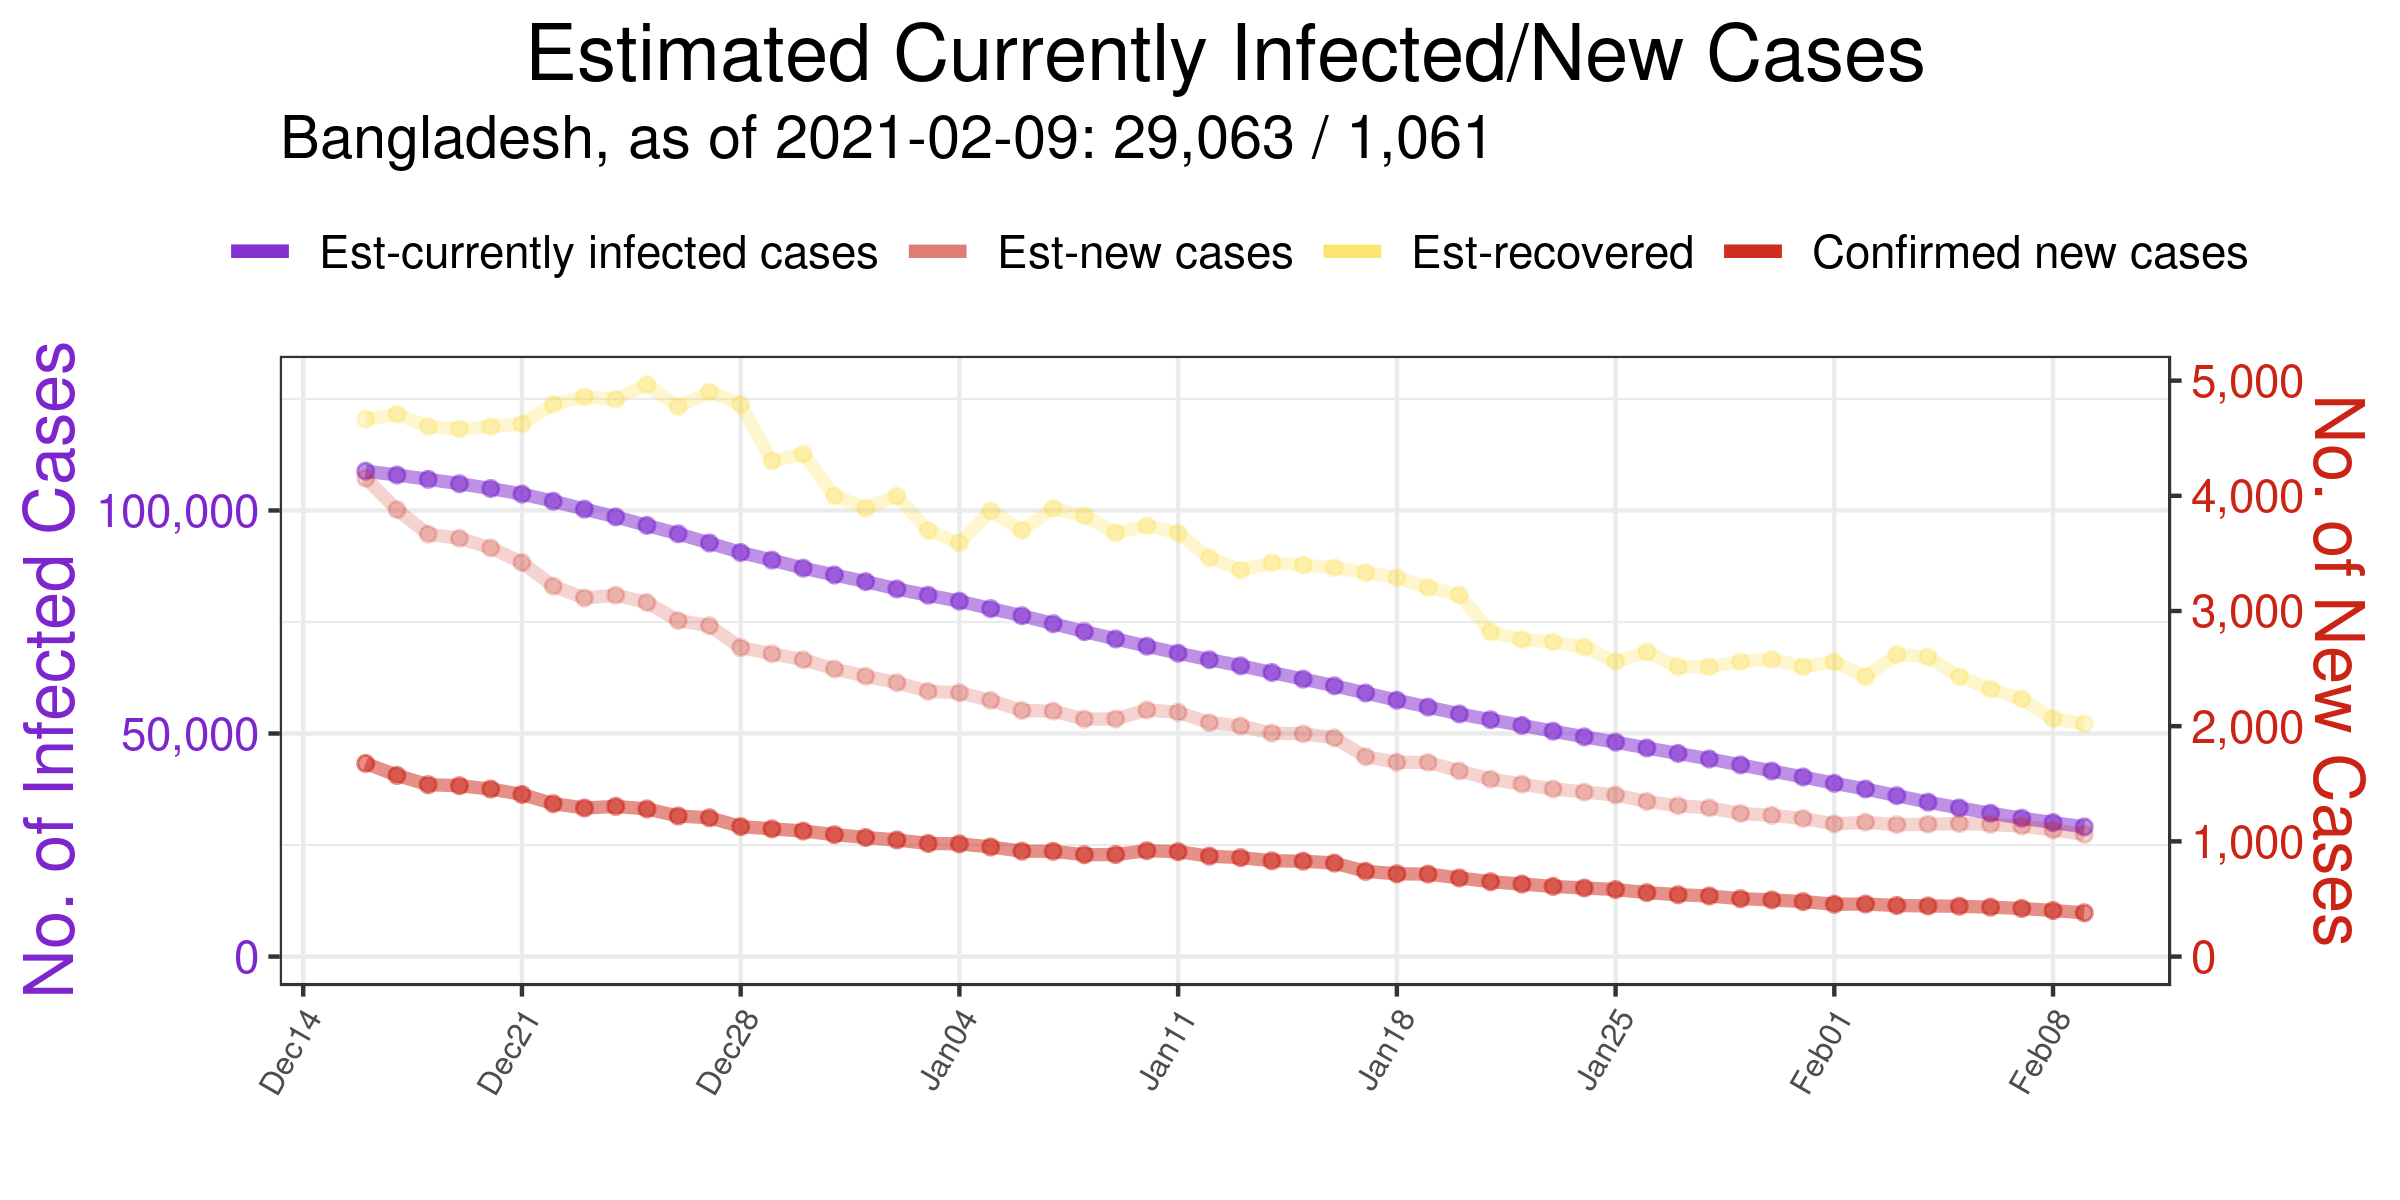 Estimated Currently Infected/New Cases
Bangladesh, as of 2021-02-09: 29,063 / 1,061
Est-currently infected cases Est-new cases Est-recovered Confirmed new cases
No. of Infected Cases
100,000
50,000
0
5,000
4,000
3,000
2,000
1,000
0
No. of New Cases
Dec14 Dec21 Dec28 Jan04 Jan11 Jan18 Jan25 Feb01 Feb08